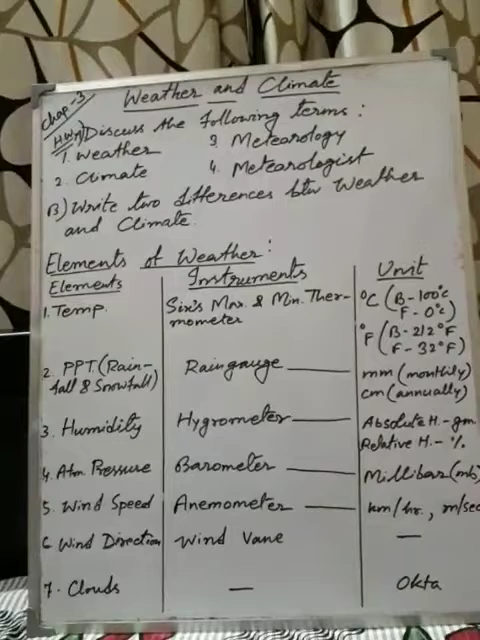 Chap-3
Weather and Climate
HW A) Discuss the following terms:
1. Weather 3. Meteorology
2. Climate 4. Meteorologist
B) Write two differences btw Weather
and Climate.
Elements of Weather:
Elements Instruments Unit
1. Temp. Six's Max. & Min. Ther- °C (B-100°C
mometer F-0°C)
°F (B-212°F
F-32°F)
2. PPT. (Rain- Raingauge mm (monthly)
fall & Snowfall) cm (annually)
3. Humidity Hygrometer Absolute H.-gm
Relative H.-%
4. Atm. Pressure Barometer Millibar (mb)
5. Wind Speed Anemometer km/hr., m/sec
6. Wind Direction Wind Vane —
7. Clouds — Okta